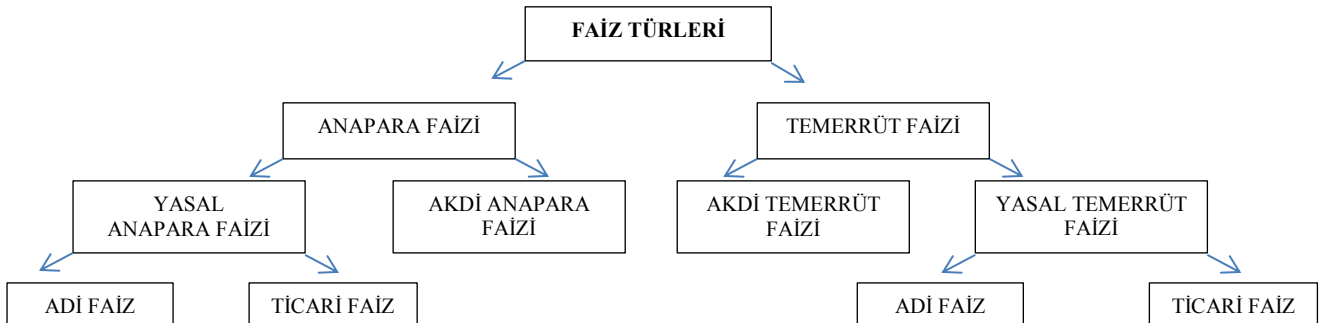 FAİZ TÜRLERİ
ANAPARA FAİZİ
TEMERRÜT FAİZİ
YASAL
ANAPARA FAİZİ
AKDİ ANAPARA
FAİZİ
AKDİ TEMERRÜT
FAİZİ
YASAL TEMERRÜT
FAİZİ
ADİ FAİZ
TİCARİ FAİZ
ADİ FAİZ
TİCARİ FAİZ